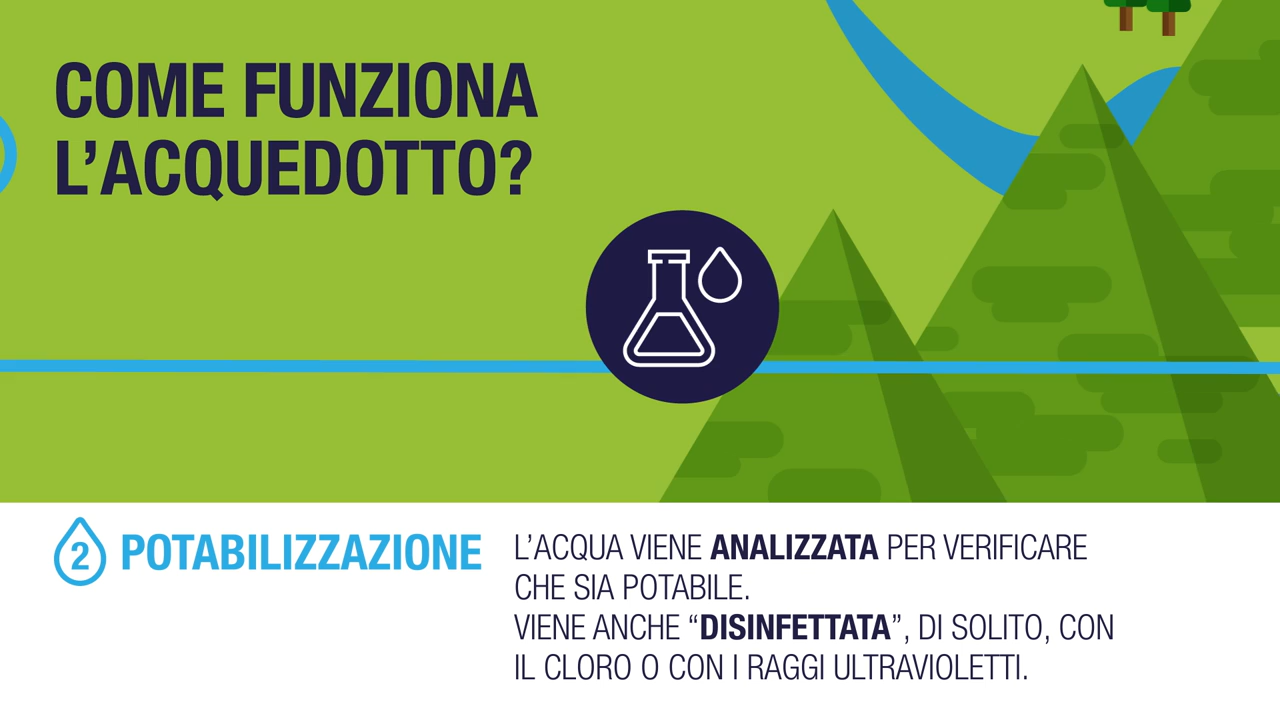 COME FUNZIONA
L’ACQUEDOTTO?
2 POTABILIZZAZIONE
L’ACQUA VIENE ANALIZZATA PER VERIFICARE
CHE SIA POTABILE.
VIENE ANCHE “DISINFETTATA”, DI SOLITO, CON
IL CLORO O CON I RAGGI ULTRAVIOLETTI.